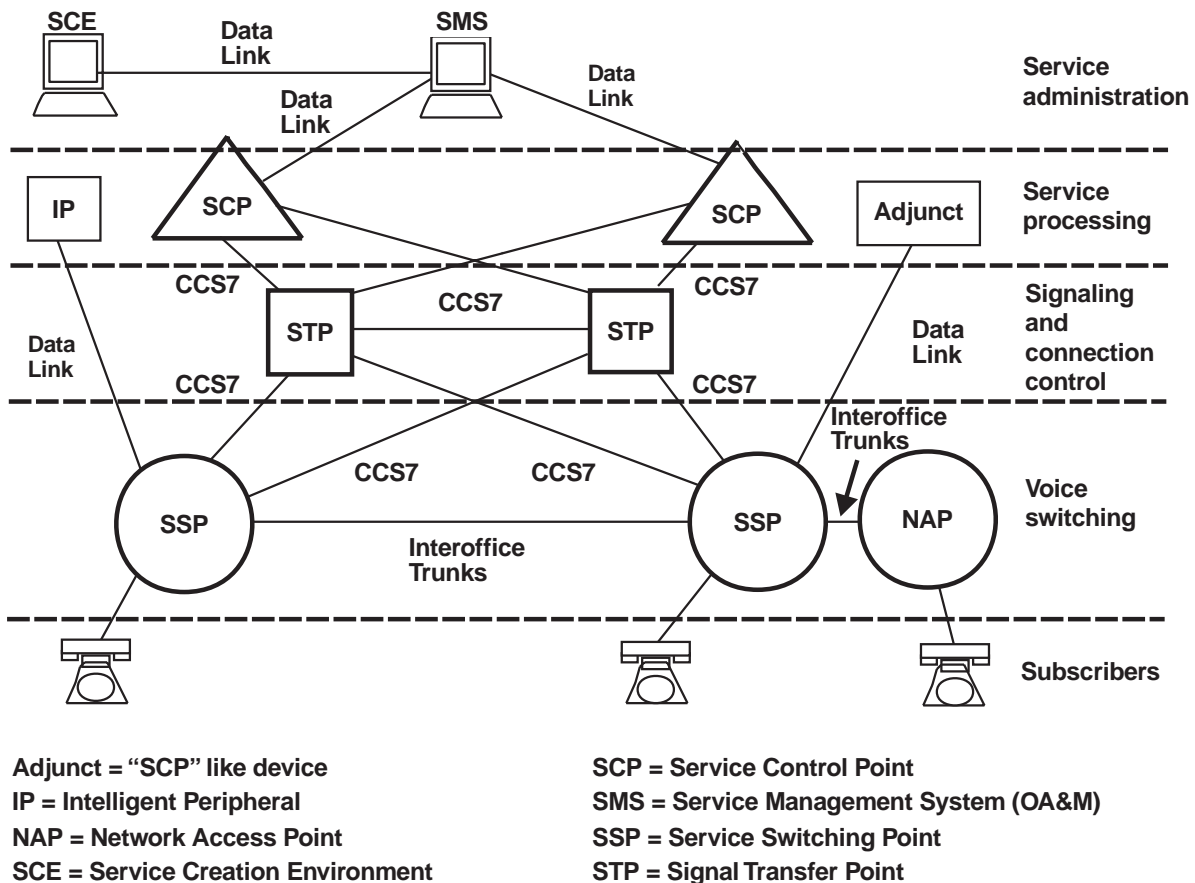 SCE
SMS
Data
Link
Data
Link
Data
Link
Service
administration
IP
SCP
SCP
Adjunct
Service
processing
CCS7
CCS7
CCS7
STP
STP
Signaling
and
connection
control
Data
Link
Data
Link
CCS7
CCS7
Interoffice
Trunks
CCS7
CCS7
SSP
SSP
NAP
Voice
switching
Interoffice
Trunks
Subscribers
Adjunct = “SCP” like device
IP = Intelligent Peripheral
NAP = Network Access Point
SCE = Service Creation Environment
SCP = Service Control Point
SMS = Service Management System (OA&M)
SSP = Service Switching Point
STP = Signal Transfer Point